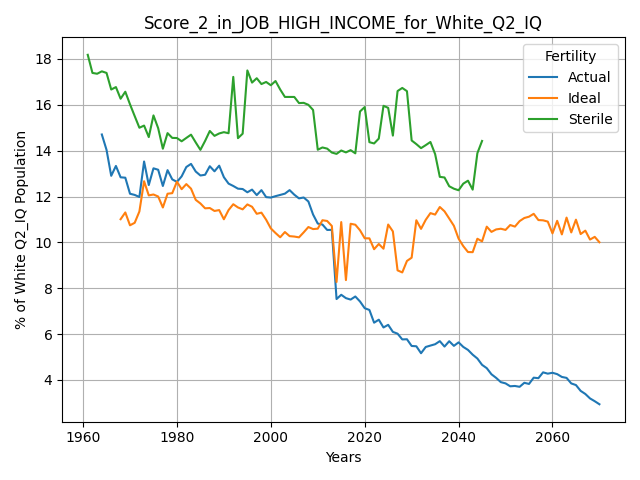 Score_2_in_JOB_HIGH_INCOME_for_White_Q2_IQ
% of White Q2_IQ Population
18
16
14
12
10
8
6
4
Fertility
Actual
Ideal
Sterile
1960 1980 2000 2020 2040 2060
Years